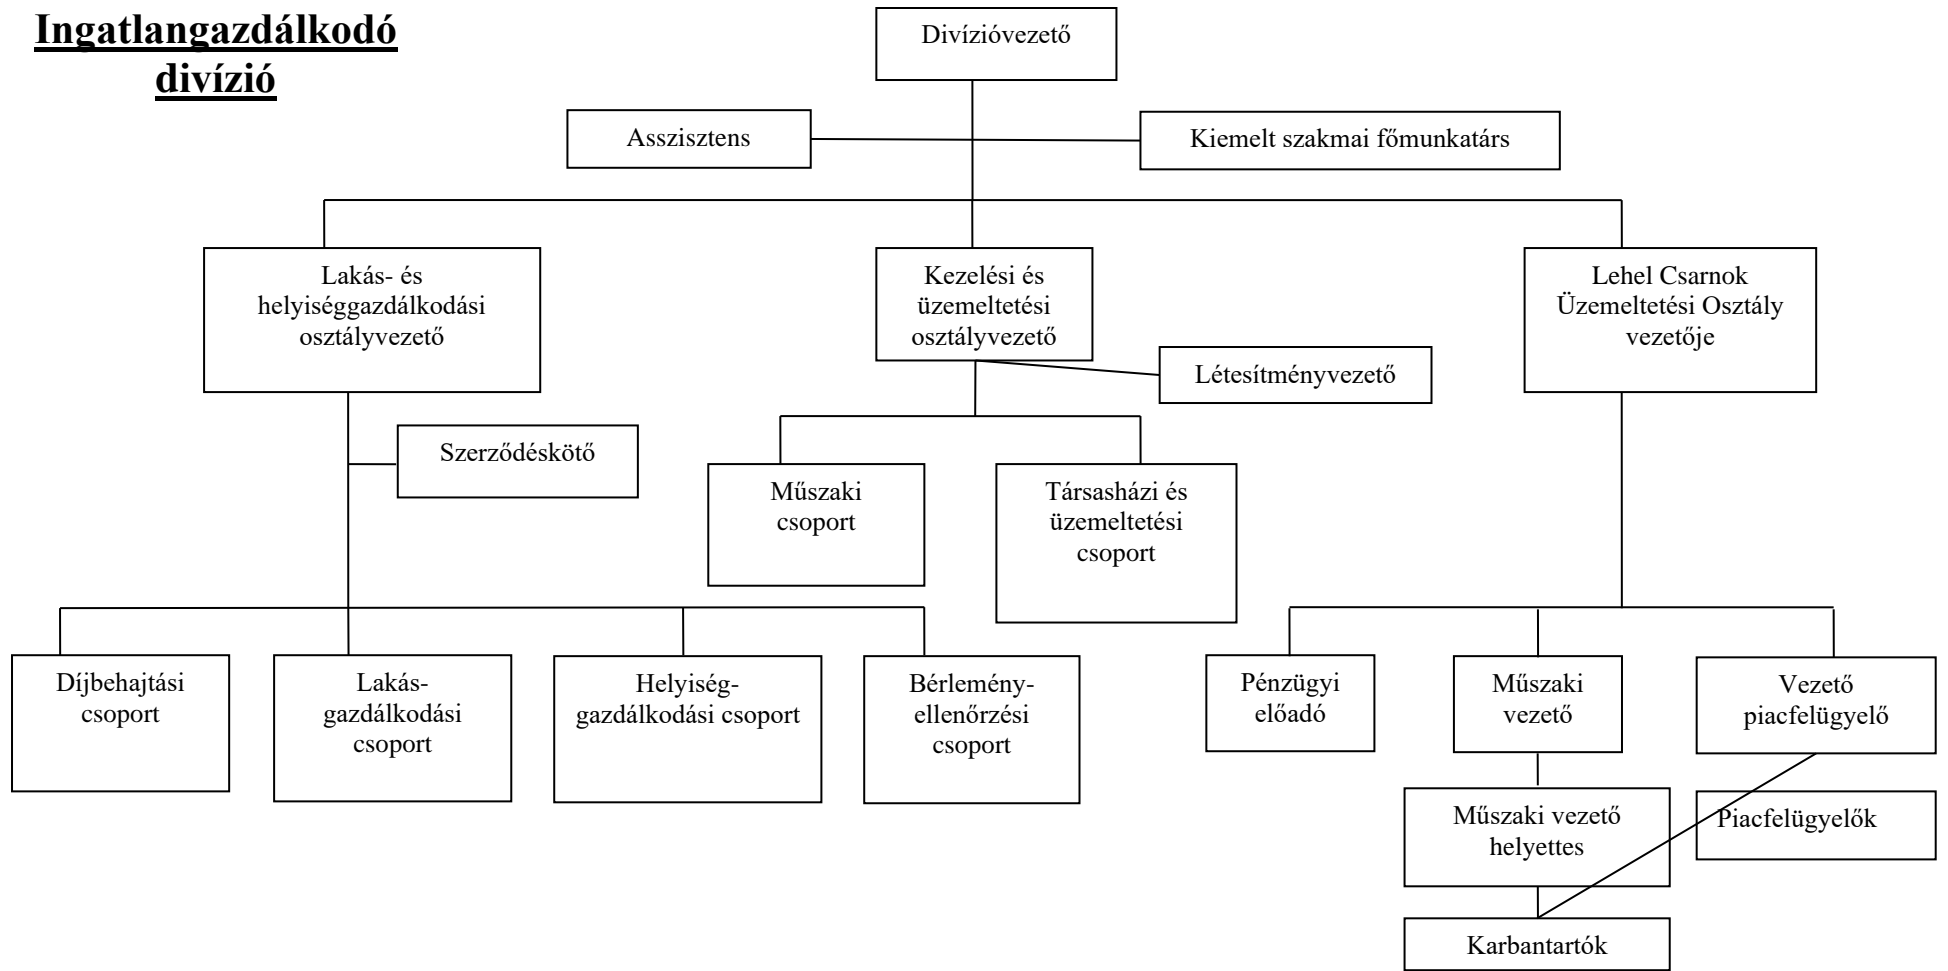 Ingatlangazdálkodó
divízió
Divízióvezető
Asszisztens
Kiemelt szakmai főmunkatárs
Lakás- és
helyiséggazdálkodási
osztályvezető
Kezelési és
üzemeltetési
osztályvezető
Lehel Csarnok
Üzemeltetési Osztály
vezetője
Létesítményvezető
Szerződéskötő
Műszaki
csoport
Társasházi és
üzemeltetési
csoport
Díjbehajtási
csoport
Lakás-
gazdálkodási
csoport
Helyiség-
gazdálkodási csoport
Bérlemény-
ellenőrzési
csoport
Pénzügyi
előadó
Műszaki
vezető
Vezető
piacfelügyelő
Műszaki vezető
helyettes
Piacfelügyelők
Karbantartók